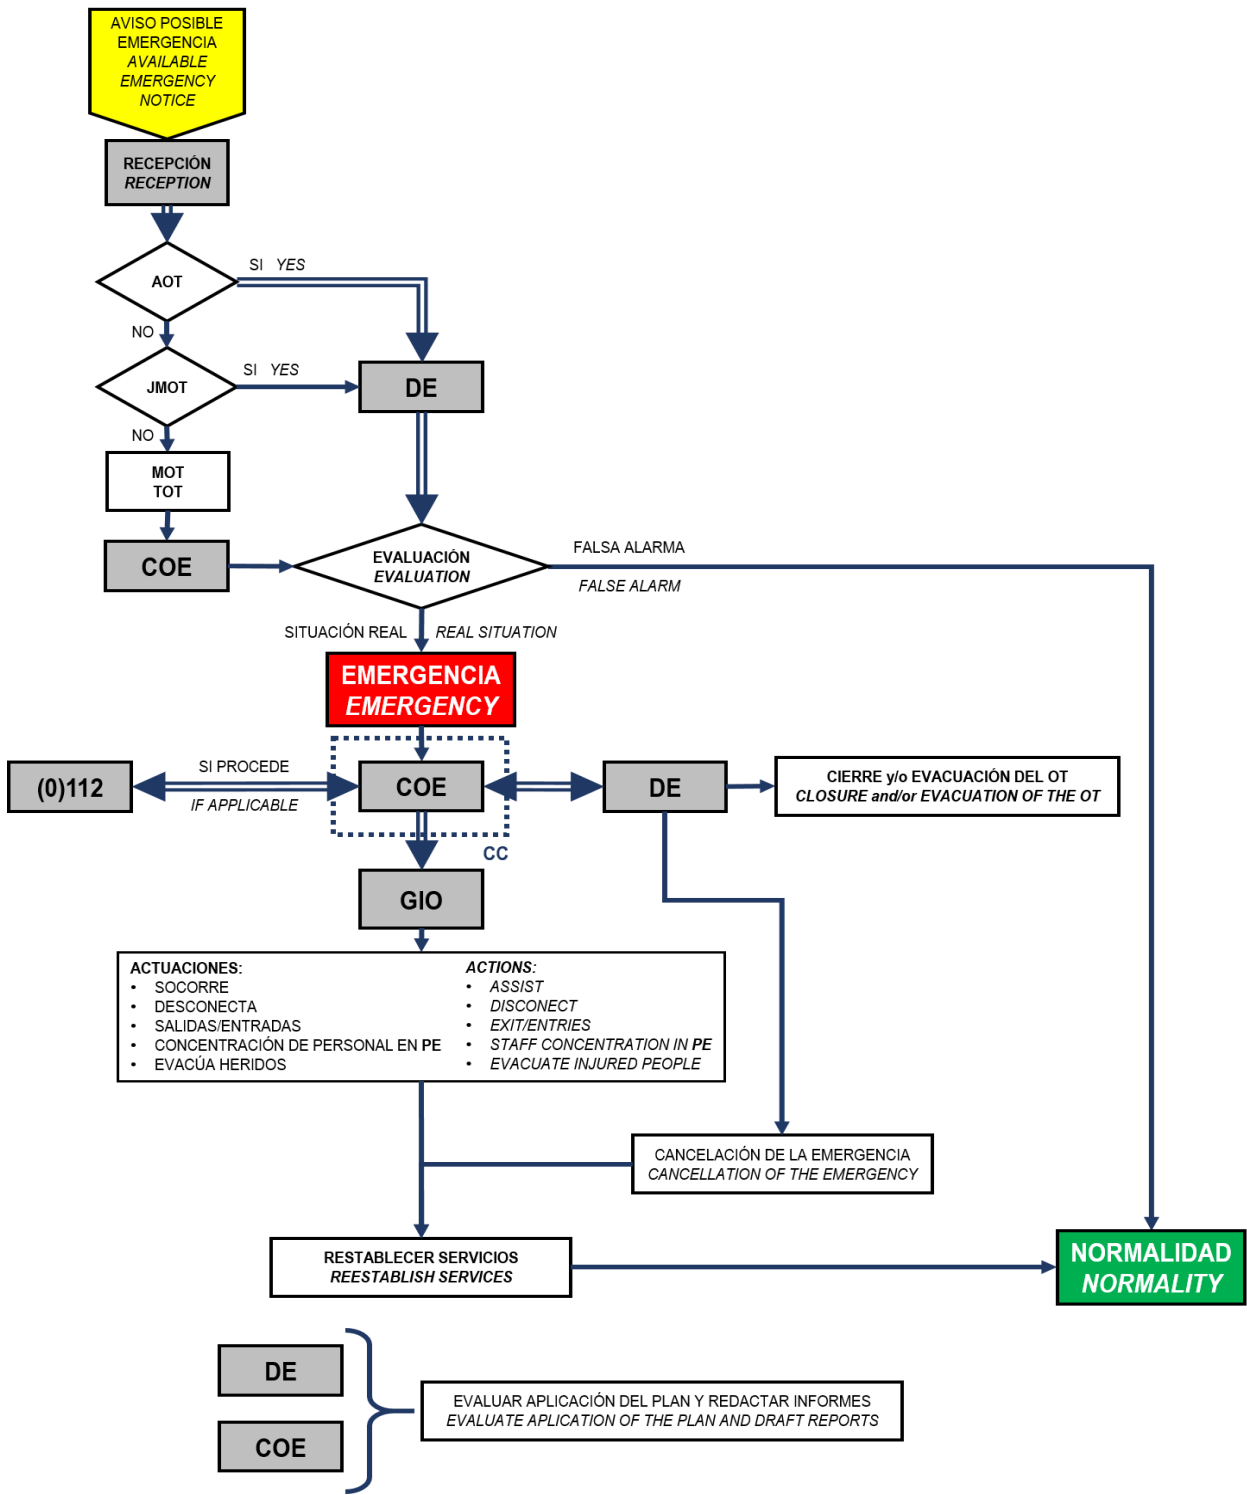 AVISO POSIBLE
EMERGENCIA
AVAILABLE
EMERGENCY
NOTICE
RECEPCIÓN
RECEPTION
AOT
SI YES
NO
JMOT
SI YES
DE
NO
MOT
TOT
COE
EVALUACIÓN
EVALUATION
FALSA ALARMA
FALSE ALARM
SITUACIÓN REAL REAL SITUATION
EMERGENCIA
EMERGENCY
(0)112
SI PROCEDE
IF APPLICABLE
COE
CC
DE
CIERRE y/o EVACUACIÓN DEL OT
CLOSURE and/or EVACUATION OF THE OT
GIO
ACTUACIONES:
• SOCORRE
• DESCONECTA
• SALIDAS/ENTRADAS
• CONCENTRACIÓN DE PERSONAL EN PE
• EVACÚA HERIDOS
ACTIONS:
• ASSIST
• DISCONECT
• EXIT/ENTRIES
• STAFF CONCENTRATION IN PE
• EVACUATE INJURED PEOPLE
CANCELACIÓN DE LA EMERGENCIA
CANCELLATION OF THE EMERGENCY
RESTABLECER SERVICIOS
REESTABLISH SERVICES
NORMALIDAD
NORMALITY
DE
COE
EVALUAR APLICACIÓN DEL PLAN Y REDACTAR INFORMES
EVALUATE APLICATION OF THE PLAN AND DRAFT REPORTS